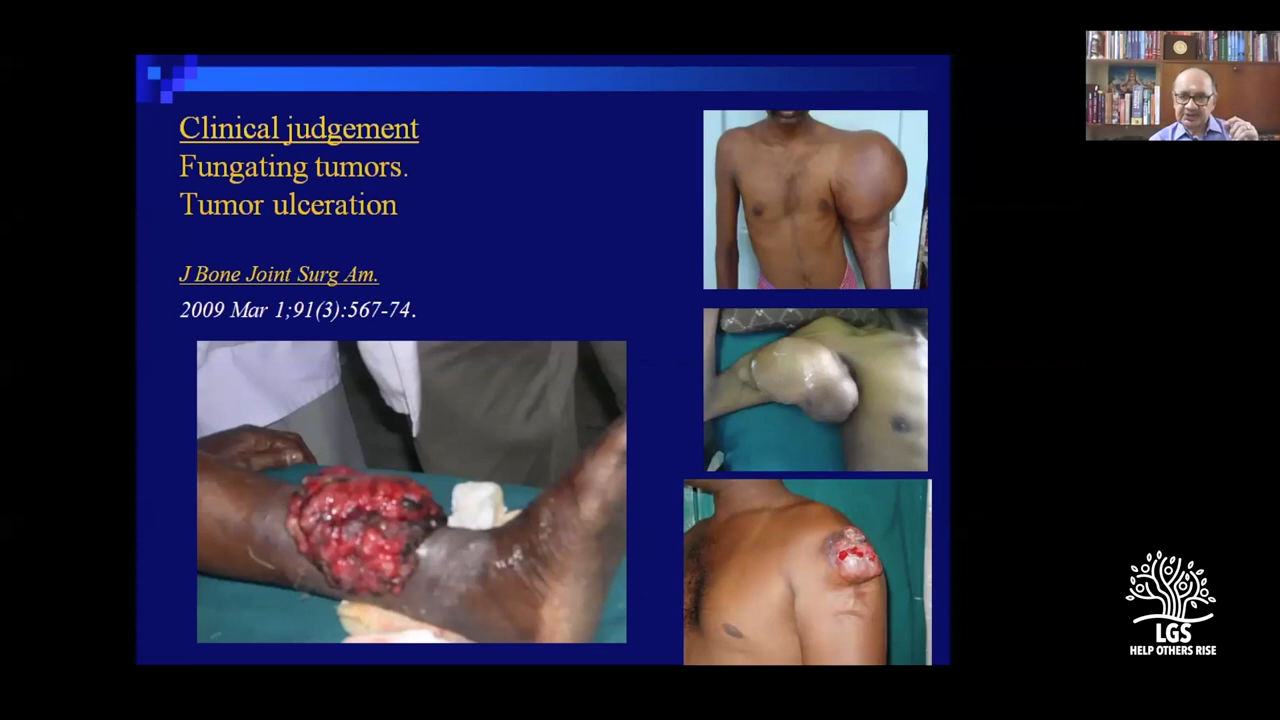 Clinical judgement
Fungating tumors.
Tumor ulceration
J Bone Joint Surg Am.
2009 Mar 1;91(3):567-74.
LGS
HELP OTHERS RISE